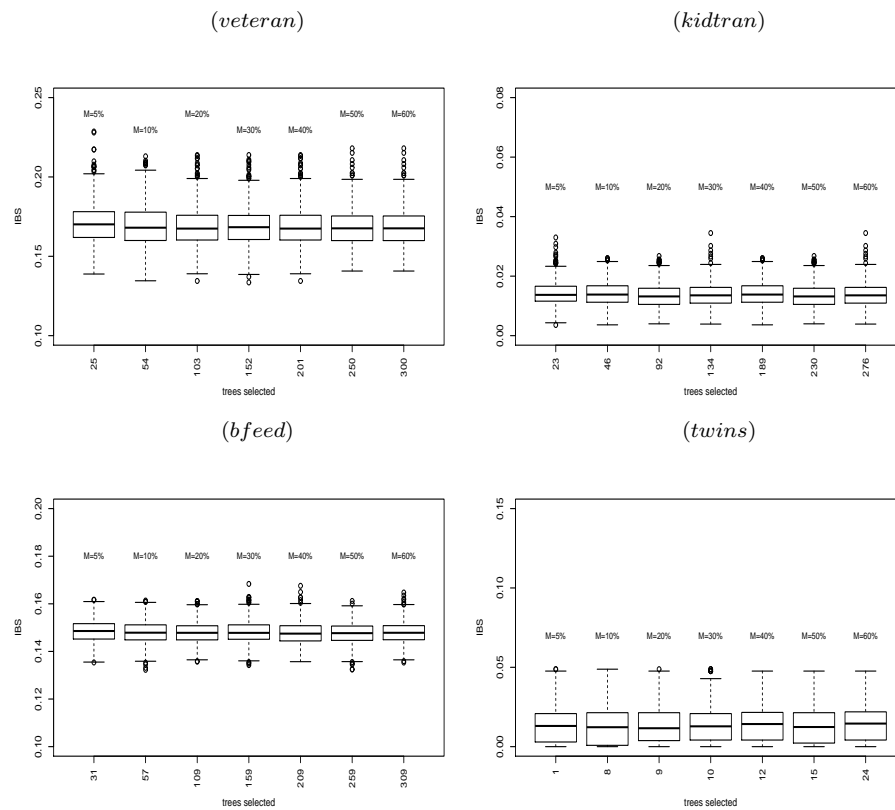 (veteran)
(kidtran)
IBS
0.25
0.20
0.15
0.10
M=5%
M=10%
M=20%
M=30%
M=40%
M=50%
M=60%
25
54
103
152
201
250
300
trees selected
IBS
0.08
0.06
0.04
0.02
0.00
M=5%
M=10%
M=20%
M=30%
M=40%
M=50%
M=60%
23
46
92
134
189
230
276
trees selected
(bfeed)
(twins)
IBS
0.20
0.18
0.16
0.14
0.12
0.10
M=5%
M=10%
M=20%
M=30%
M=40%
M=50%
M=60%
31
57
109
159
209
259
309
trees selected
IBS
0.15
0.10
0.05
0.00
M=5%
M=10%
M=20%
M=30%
M=40%
M=50%
M=60%
1
8
9
10
12
15
24
trees selected